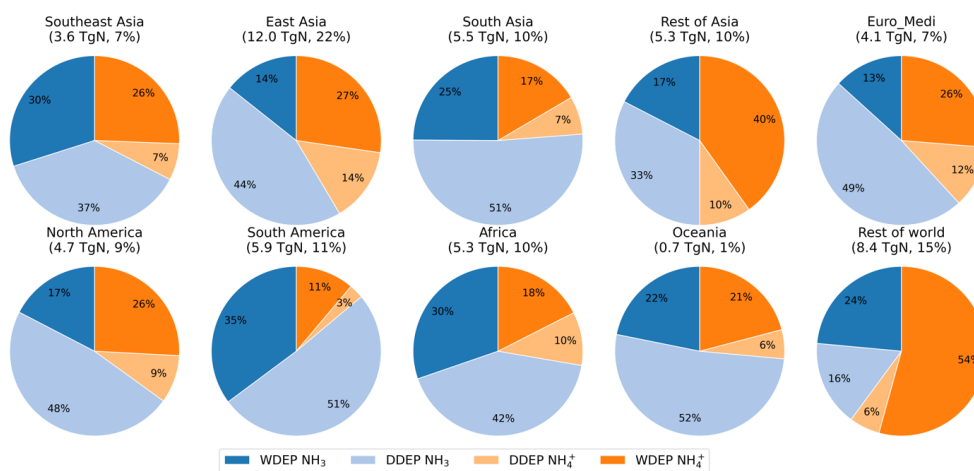 Southeast Asia
(3.6 TgN, 7%)
30%
26%
7%
37%
East Asia
(12.0 TgN, 22%)
14%
27%
14%
44%
South Asia
(5.5 TgN, 10%)
25%
17%
7%
51%
Rest of Asia
(5.3 TgN, 10%)
17%
40%
10%
33%
Euro_Medi
(4.1 TgN, 7%)
13%
26%
12%
49%
North America
(4.7 TgN, 9%)
17%
26%
9%
48%
South America
(5.9 TgN, 11%)
11%
3%
35%
51%
Africa
(5.3 TgN, 10%)
30%
18%
10%
42%
Oceania
(0.7 TgN, 1%)
22%
21%
6%
52%
Rest of world
(8.4 TgN, 15%)
24%
54%
16%
6%
WDEP NH₃ DDEP NH₃ DDEP NH₄⁺ WDEP NH₄⁺